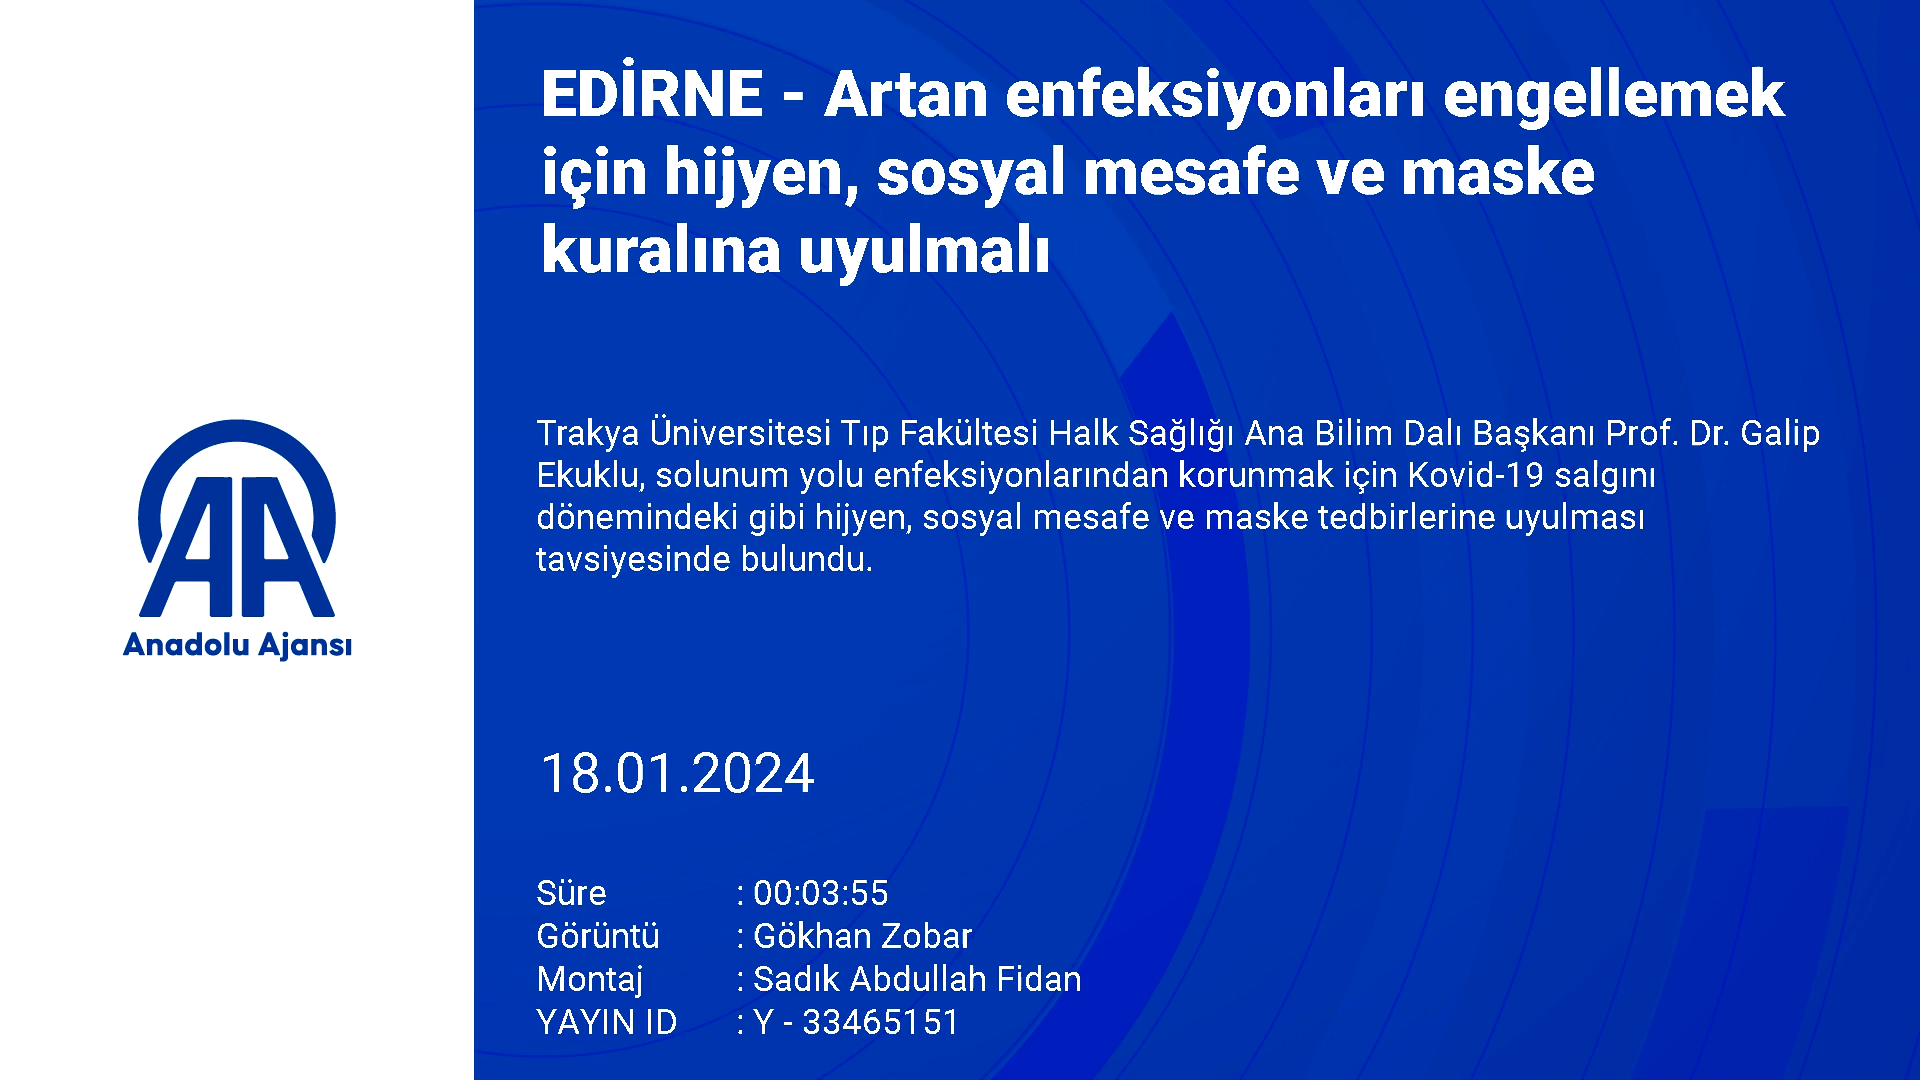 EDİRNE - Artan enfeksiyonları engellemek
için hijyen, sosyal mesafe ve maske
kuralına uyulmalı
Trakya Üniversitesi Tıp Fakültesi Halk Sağlığı Ana Bilim Dalı Başkanı Prof. Dr. Galip
Ekuklu, solunum yolu enfeksiyonlarından korunmak için Kovid-19 salgını
dönemindeki gibi hijyen, sosyal mesafe ve maske tedbirlerine uyulması
tavsiyesinde bulundu.
AA
Anadolu Ajansı
18.01.2024
Süre : 00:03:55
Görüntü : Gökhan Zobar
Montaj : Sadık Abdullah Fidan
YAYIN ID : Y - 33465151